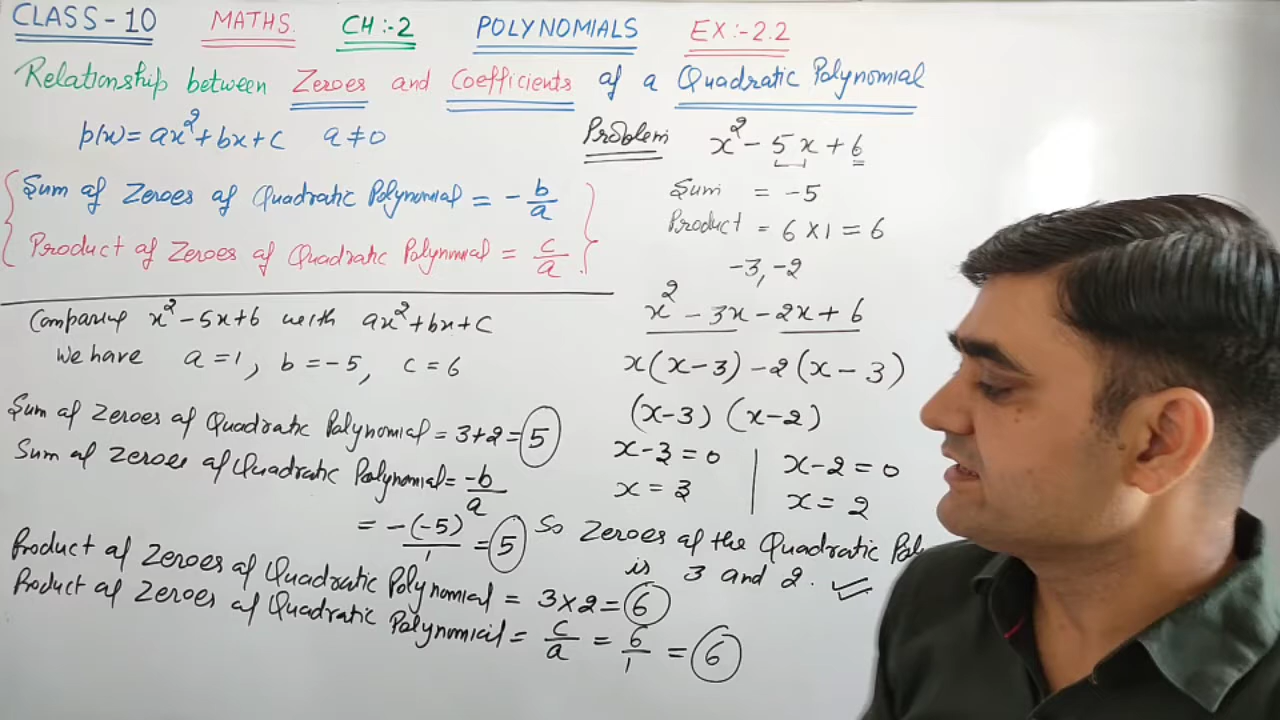 CLASS-10 MATHS. CH:-2 POLYNOMIALS EX:-2.2
Relationship between Zeroes and Coefficients of a Quadratic Polynomial
p(x) = ax² + bx + c a ≠ 0
Sum of Zeroes of Quadratic Polynomial = - b/a
Product of Zeroes of Quadratic Polynomial = c/a
Comparing x² - 5x + 6 with ax² + bx + c
We have a = 1, b = -5, c = 6
Sum of Zeroes of Quadratic Polynomial = 3+2 = 5
Sum of Zeroes of Quadratic Polynomial = -b/a
= -(-5)/1 = 5
Product of Zeroes of Quadratic Polynomial = 3 x 2 = 6
Product of Zeroes of Quadratic Polynomial = c/a = 6/1 = 6
Problem x² - 5x + 6
Sum = -5
Product = 6 x 1 = 6
-3, -2
x² - 3x - 2x + 6
x(x-3) -2(x-3)
(x-3) (x-2)
x-3 = 0 | x-2 = 0
x = 3 | x = 2
So Zeroes of the Quadratic
is 3 and 2. ✓